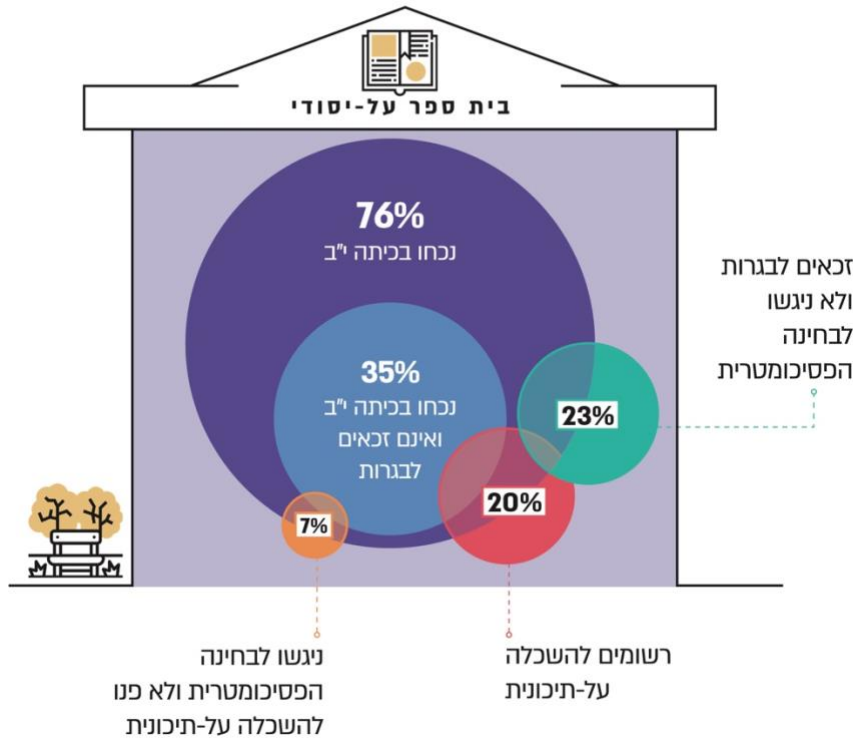 בית ספר על-יסודי
76%
נכחו בכיתה י"ב
35%
נכחו בכיתה י"ב
ואינם זכאים
לבגרות
זכאים לבגרות
ולא ניגשו
לבחינה
הפסיכומטרית
23%
20%
7%
רשומים להשכלה
על-תיכונית
ניגשו לבחינה
הפסיכומטרית ולא פנו
להשכלה על-תיכונית